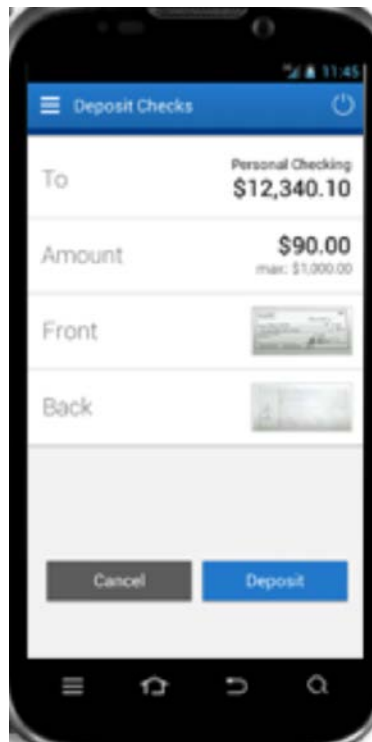 11:45
Deposit Checks
To
Personal Checking
$12,340.10
Amount
$90.00
max: $1,000.00
Front
Back
Cancel
Deposit